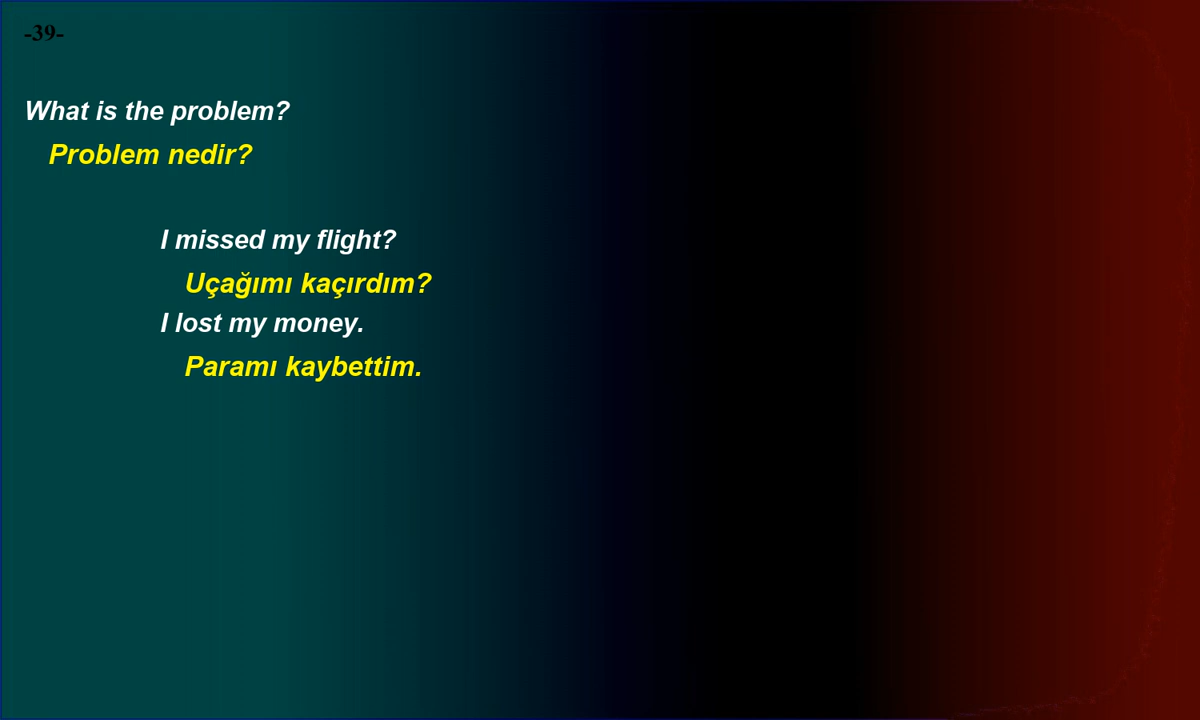 -39-
What is the problem?
Problem nedir?
I missed my flight?
Uçağımı kaçırdım?
I lost my money.
Paramı kaybettim.